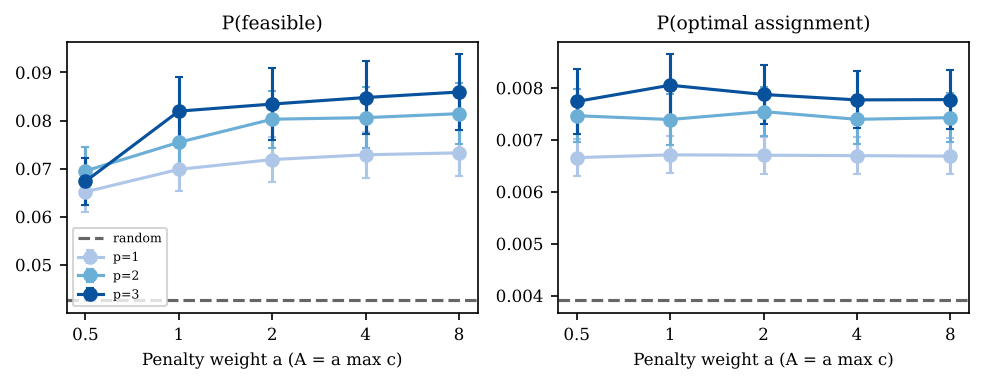 P(feasible)
0.09
0.08
0.07
0.06
0.05
random
p=1
p=2
p=3
0.5
1
2
4
8
Penalty weight a (A = a max c)
P(optimal assignment)
0.008
0.007
0.006
0.005
0.004
0.5
1
2
4
8
Penalty weight a (A = a max c)